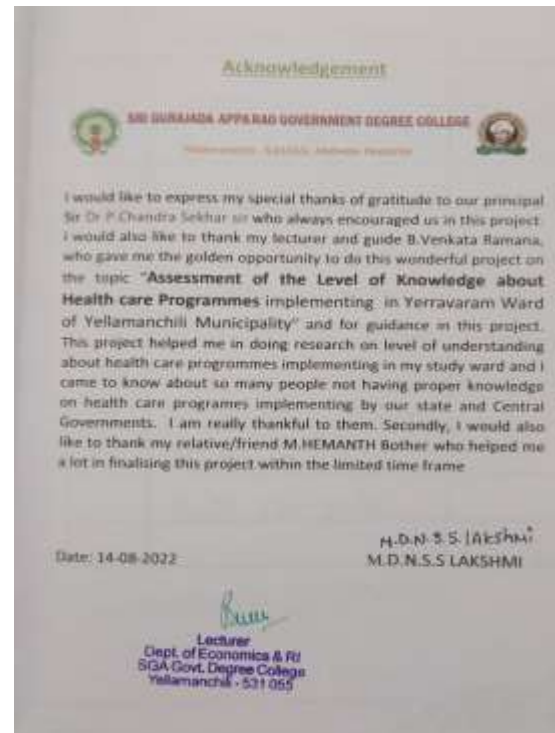 Acknowledgement
SRI GURAJADA APPARAO GOVERNMENT DEGREE COLLEGE
I would like to express my special thanks of gratitude to our principal
Sir Dr P.Chandra Sekhar sir who always encouraged us in this project.
I would also like to thank my lecturer and guide B.Venkata Ramana,
who gave me the golden opportunity to do this wonderful project on
the topic "Assessment of the Level of Knowledge about
Health care Programmes implementing in Yerravaram Ward
of Yellamanchili Municipality" and for guidance in this project.
This project helped me in doing research on level of understanding
about health care progrommes implementing in my study ward and i
came to know about so many people not having proper knowledge
on health care programes implementing by our state and Central
Governments. I am really thankful to them. Secondly, I would also
like to thank my relative/friend M.HEMANTH Bother who helped me
a lot in finalising this project within the limited time frame
M.D.N.S.S.lakshmi
Date: 14-08-2022
M.D.N.S.S LAKSHMI
Lecturer
Dept. of Economics & RI
SGA Govt. Degree College
Yellamanchili - 531 055